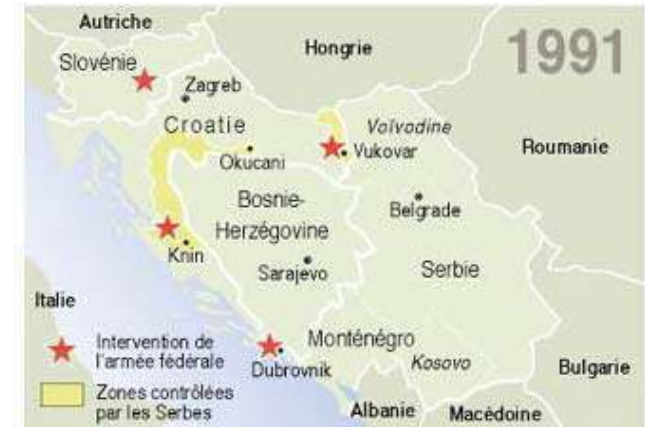 Autriche
Hongrie
1991
Slovénie
Zagreb
Croatie
Voïvodine
Roumanie
Okucani
Vukovar
Bosnie-
Herzégovine
Belgrade
Knin
Sarajevo
Serbie
Italie
Intervention de
l'armée fédérale
Monténégro
Dubrovnik
Kosovo
Bulgarie
Zones contrôlées
par les Serbes
Albanie
Macédoine